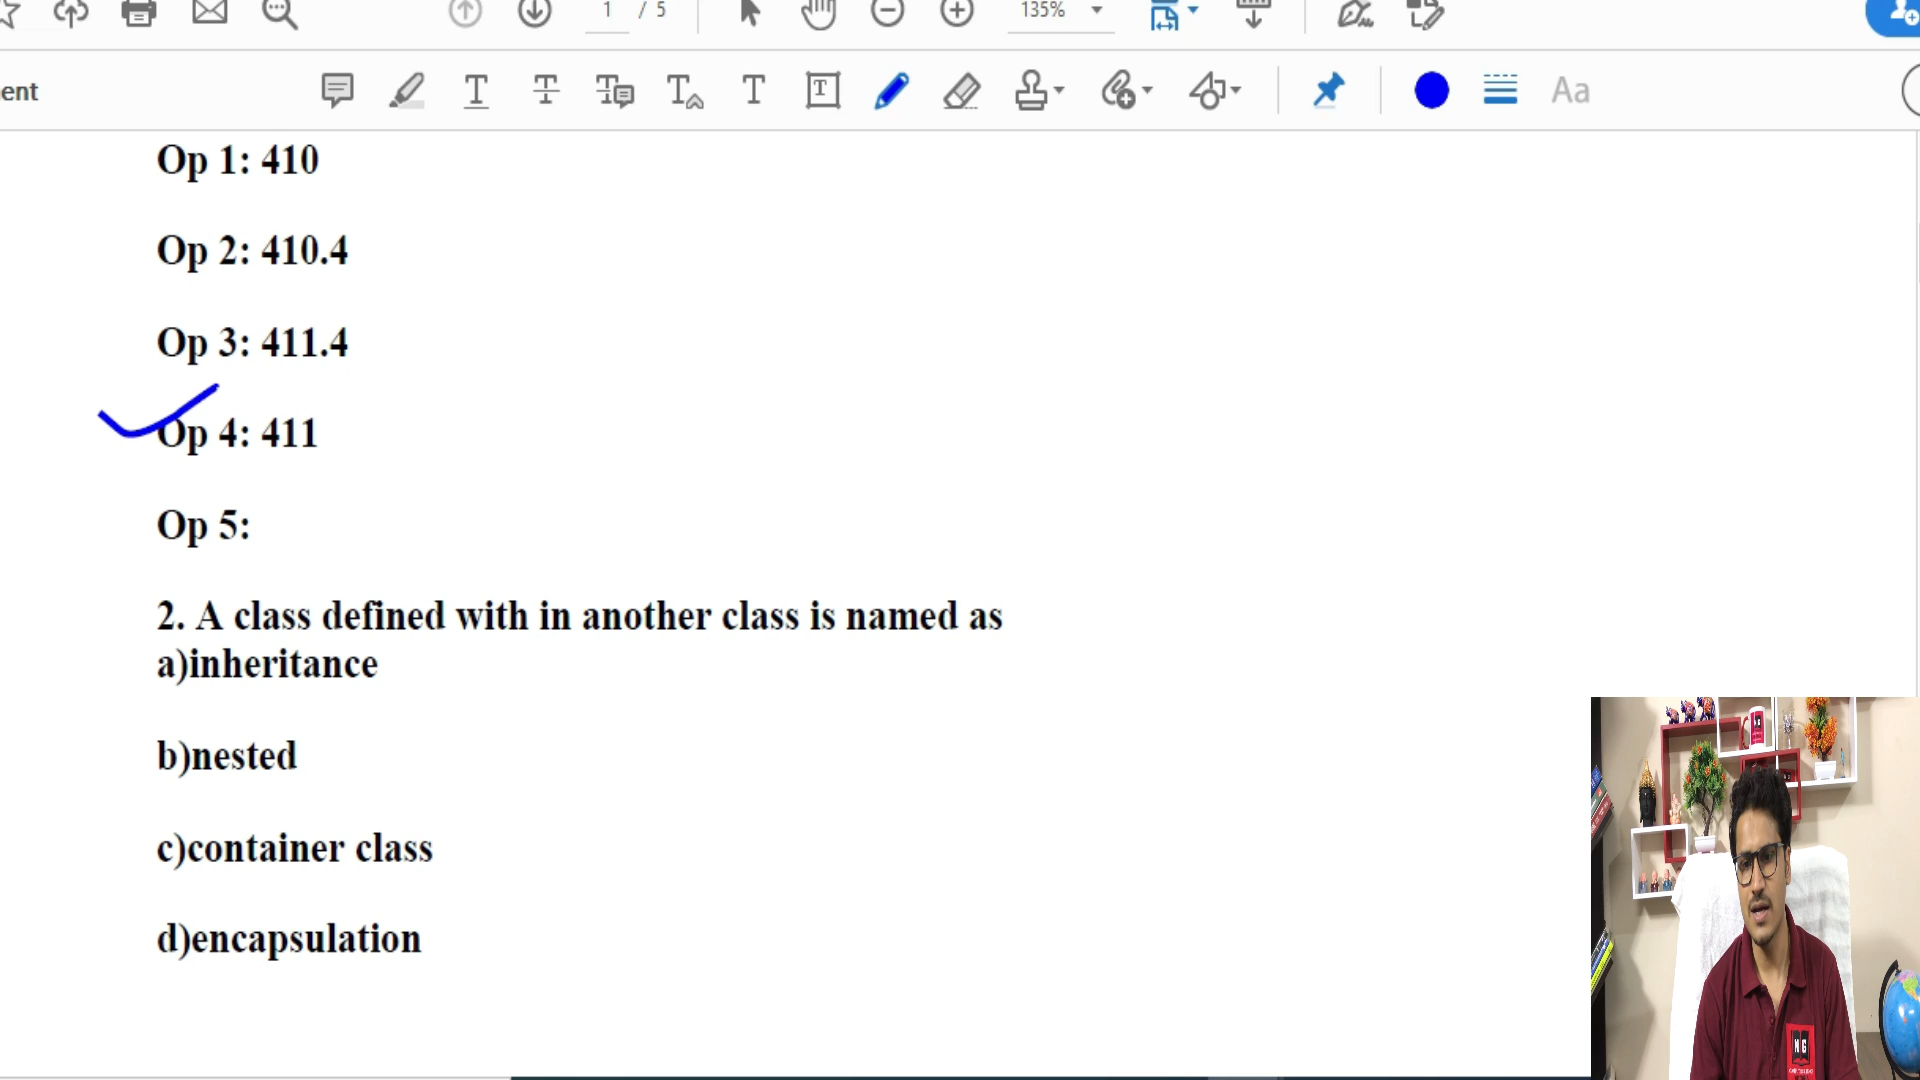 1 / 5
135%
ent
T T T T T T Aa
Op 1: 410
Op 2: 410.4
Op 3: 411.4
Op 4: 411
Op 5:
2. A class defined with in another class is named as
a)inheritance
b)nested
c)container class
d)encapsulation
N G